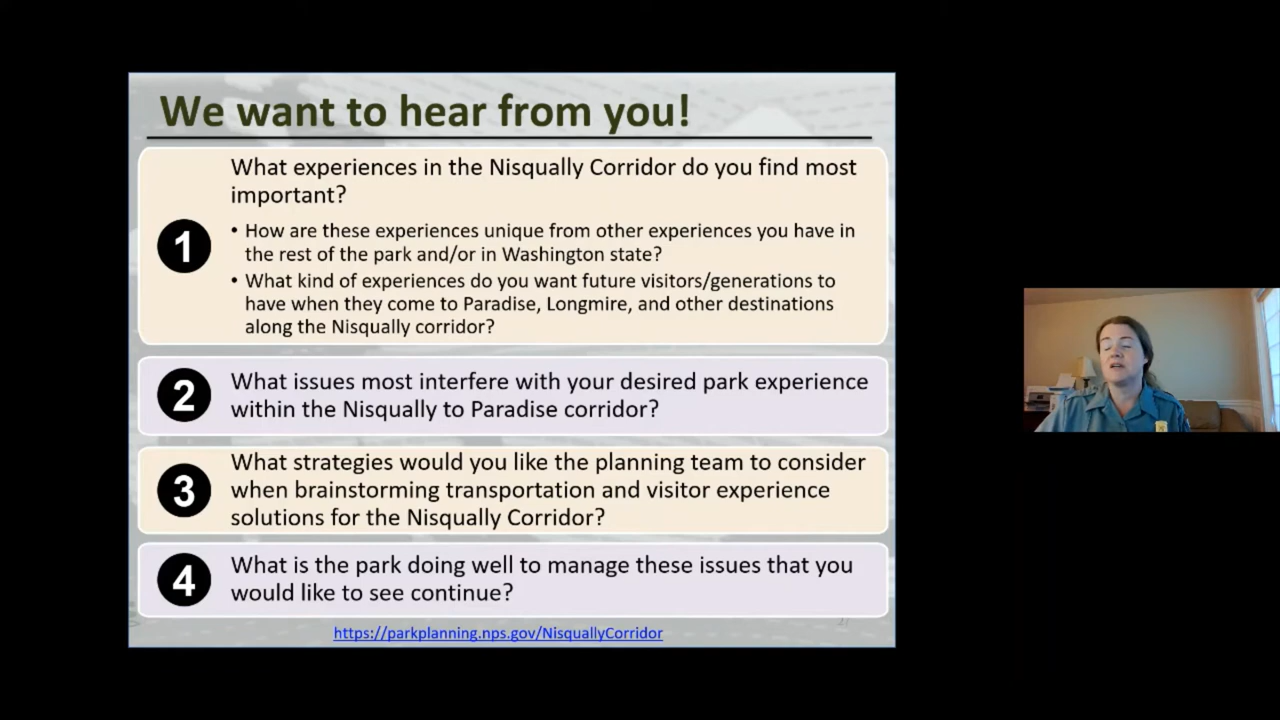 We want to hear from you!
1
What experiences in the Nisqually Corridor do you find most
important?
• How are these experiences unique from other experiences you have in
the rest of the park and/or in Washington state?
• What kind of experiences do you want future visitors/generations to
have when they come to Paradise, Longmire, and other destinations
along the Nisqually corridor?
2
What issues most interfere with your desired park experience
within the Nisqually to Paradise corridor?
3
What strategies would you like the planning team to consider
when brainstorming transportation and visitor experience
solutions for the Nisqually Corridor?
4
What is the park doing well to manage these issues that you
would like to see continue?
https://parkplanning.nps.gov/NisquallyCorridor